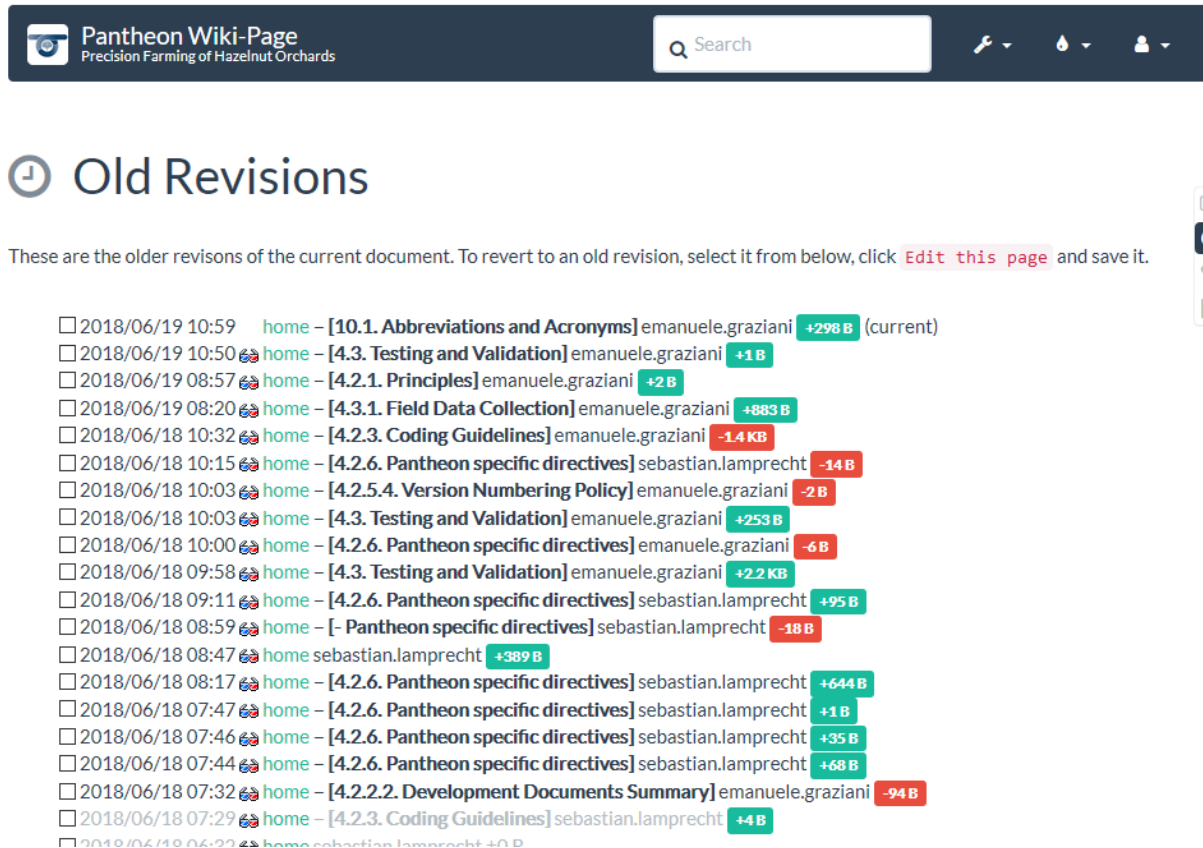 Pantheon Wiki-Page
Precision Farming of Hazelnut Orchards
Search
Old Revisions
These are the older revisons of the current document. To revert to an old revision, select it from below, click Edit this page and save it.
2018/06/19 10:59 home – [10.1. Abbreviations and Acronyms] emanuele.graziani +298 B (current)
2018/06/19 10:50 home – [4.3. Testing and Validation] emanuele.graziani +1 B
2018/06/19 08:57 home – [4.2.1. Principles] emanuele.graziani +2 B
2018/06/19 08:20 home – [4.3.1. Field Data Collection] emanuele.graziani +883 B
2018/06/18 10:32 home – [4.2.3. Coding Guidelines] emanuele.graziani -1.4 KB
2018/06/18 10:15 home – [4.2.6. Pantheon specific directives] sebastian.lamprecht -14 B
2018/06/18 10:03 home – [4.2.5.4. Version Numbering Policy] emanuele.graziani -2 B
2018/06/18 10:03 home – [4.3. Testing and Validation] emanuele.graziani +253 B
2018/06/18 10:00 home – [4.2.6. Pantheon specific directives] emanuele.graziani -6 B
2018/06/18 09:58 home – [4.3. Testing and Validation] emanuele.graziani +2.2 KB
2018/06/18 09:11 home – [4.2.6. Pantheon specific directives] sebastian.lamprecht +95 B
2018/06/18 08:59 home – [- Pantheon specific directives] sebastian.lamprecht -18 B
2018/06/18 08:47 home sebastian.lamprecht +389 B
2018/06/18 08:17 home – [4.2.6. Pantheon specific directives] sebastian.lamprecht +644 B
2018/06/18 07:47 home – [4.2.6. Pantheon specific directives] sebastian.lamprecht +1 B
2018/06/18 07:46 home – [4.2.6. Pantheon specific directives] sebastian.lamprecht +35 B
2018/06/18 07:44 home – [4.2.6. Pantheon specific directives] sebastian.lamprecht +68 B
2018/06/18 07:32 home – [4.2.2.2. Development Documents Summary] emanuele.graziani -94 B
2018/06/18 07:29 home – [4.2.3. Coding Guidelines] sebastian.lamprecht +4 B
2018/06/18 06:32 home sebastian.lamprecht ±0 B